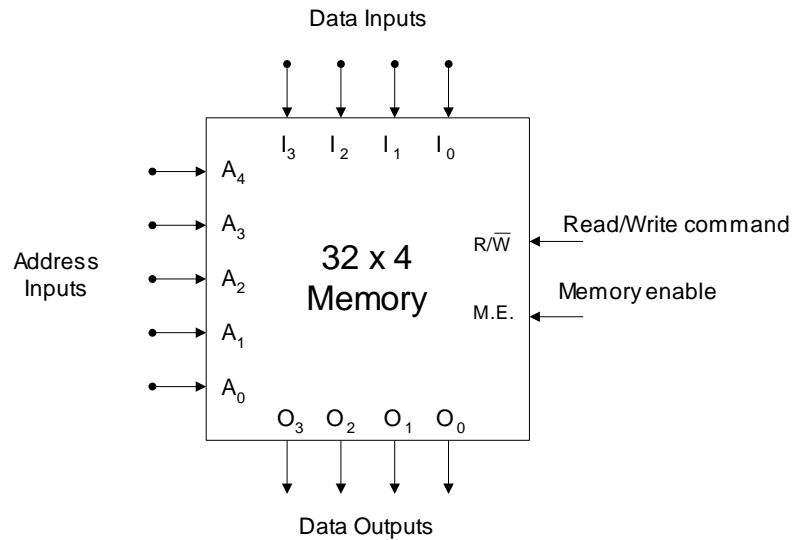 Data Inputs
I₃ I₂ I₁ I₀
A₄
A₃
A₂
A₁
A₀
Address
Inputs
32 x 4
Memory
R/W̅
Read/Write command
M.E.
Memory enable
O₃ O₂ O₁ O₀
Data Outputs